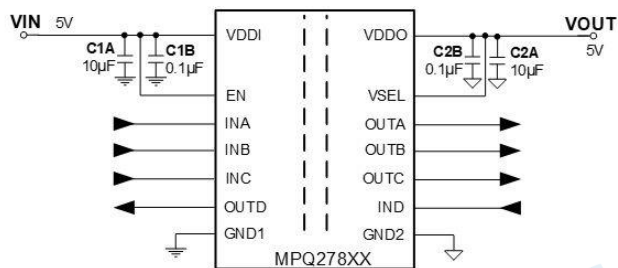 VIN 5V
C1A
10µF
C1B
0.1µF
VDDI
EN
INA
INB
INC
OUTD
GND1
VDDO
VSEL
OUTA
OUTB
OUTC
IND
GND2
MPQ278XX
C2B
0.1µF
C2A
10µF
VOUT
5V